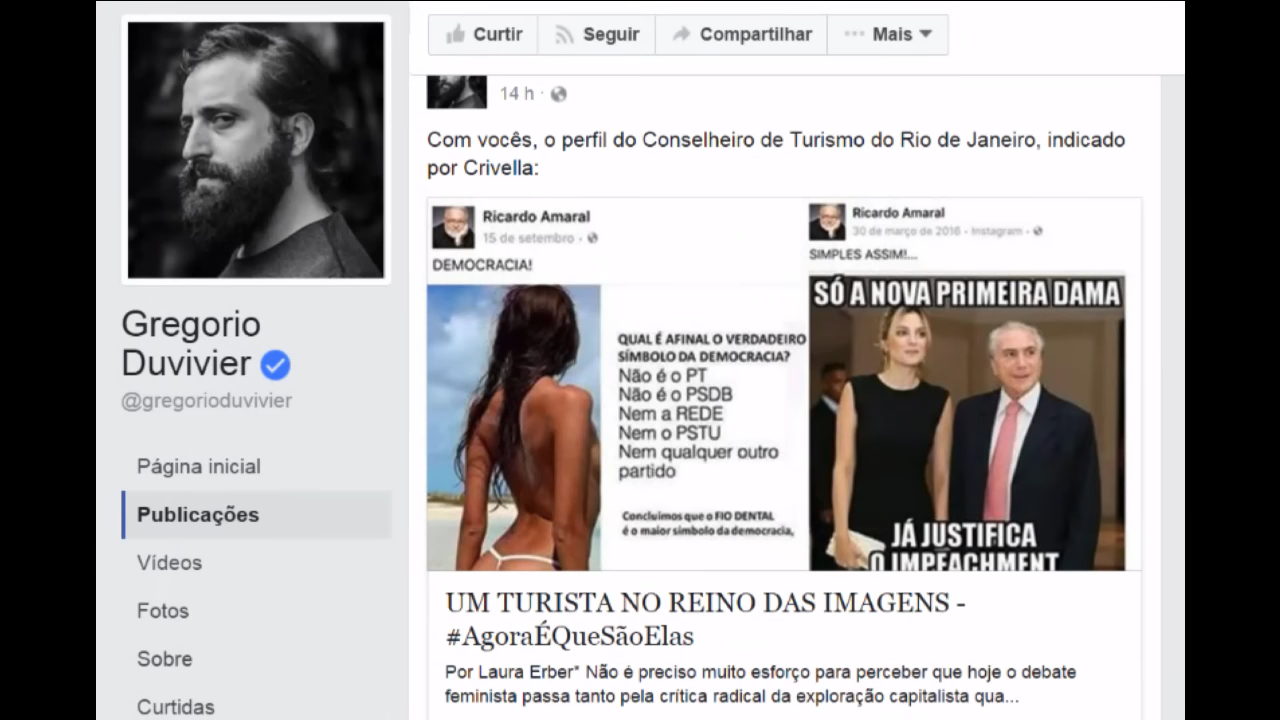 Curtir
Seguir
Compartilhar
Mais
14 h ·
Com vocês, o perfil do Conselheiro de Turismo do Rio de Janeiro, indicado
por Crivella:
Ricardo Amaral
15 de setembro ·
DEMOCRACIA!
QUAL É AFINAL O VERDADEIRO
SÍMBOLO DA DEMOCRACIA?
Não é o PT
Não é o PSDB
Nem a REDE
Nem o PSTU
Nem qualquer outro
partido
Concluimos que o FIO DENTAL
é o maior simbolo da democracia,
Ricardo Amaral
30 de março de 2016 · Instagram ·
SIMPLES ASSIM!...
SÓ A NOVA PRIMEIRA DAMA
JÁ JUSTIFICA
O IMPEACHMENT
UM TURISTA NO REINO DAS IMAGENS -
#AgoraÉQueSãoElas
Por Laura Erber* Não é preciso muito esforço para perceber que hoje o debate
feminista passa tanto pela crítica radical da exploração capitalista qua...
Gregorio
Duvivier
@gregorioduvivier
Página inicial
Publicações
Vídeos
Fotos
Sobre
Curtidas